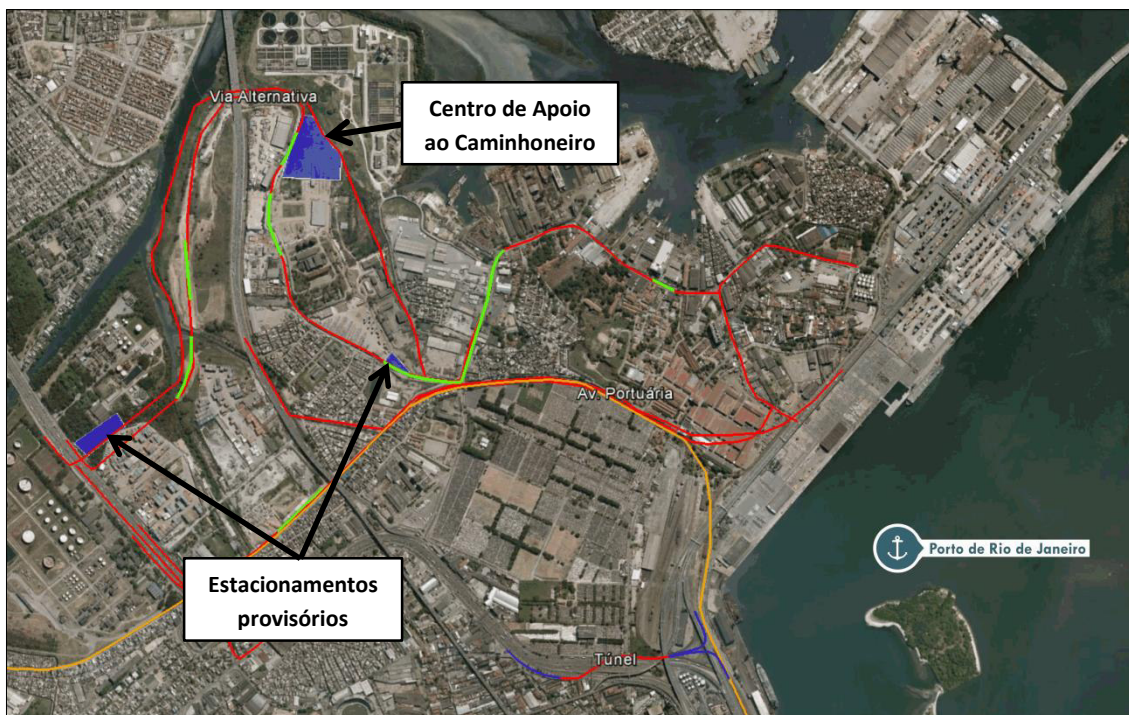 Via Alternativa
Centro de Apoio
ao Caminhoneiro
Av. Portuária
Porto de Rio de Janeiro
Estacionamentos
provisórios
Túnel